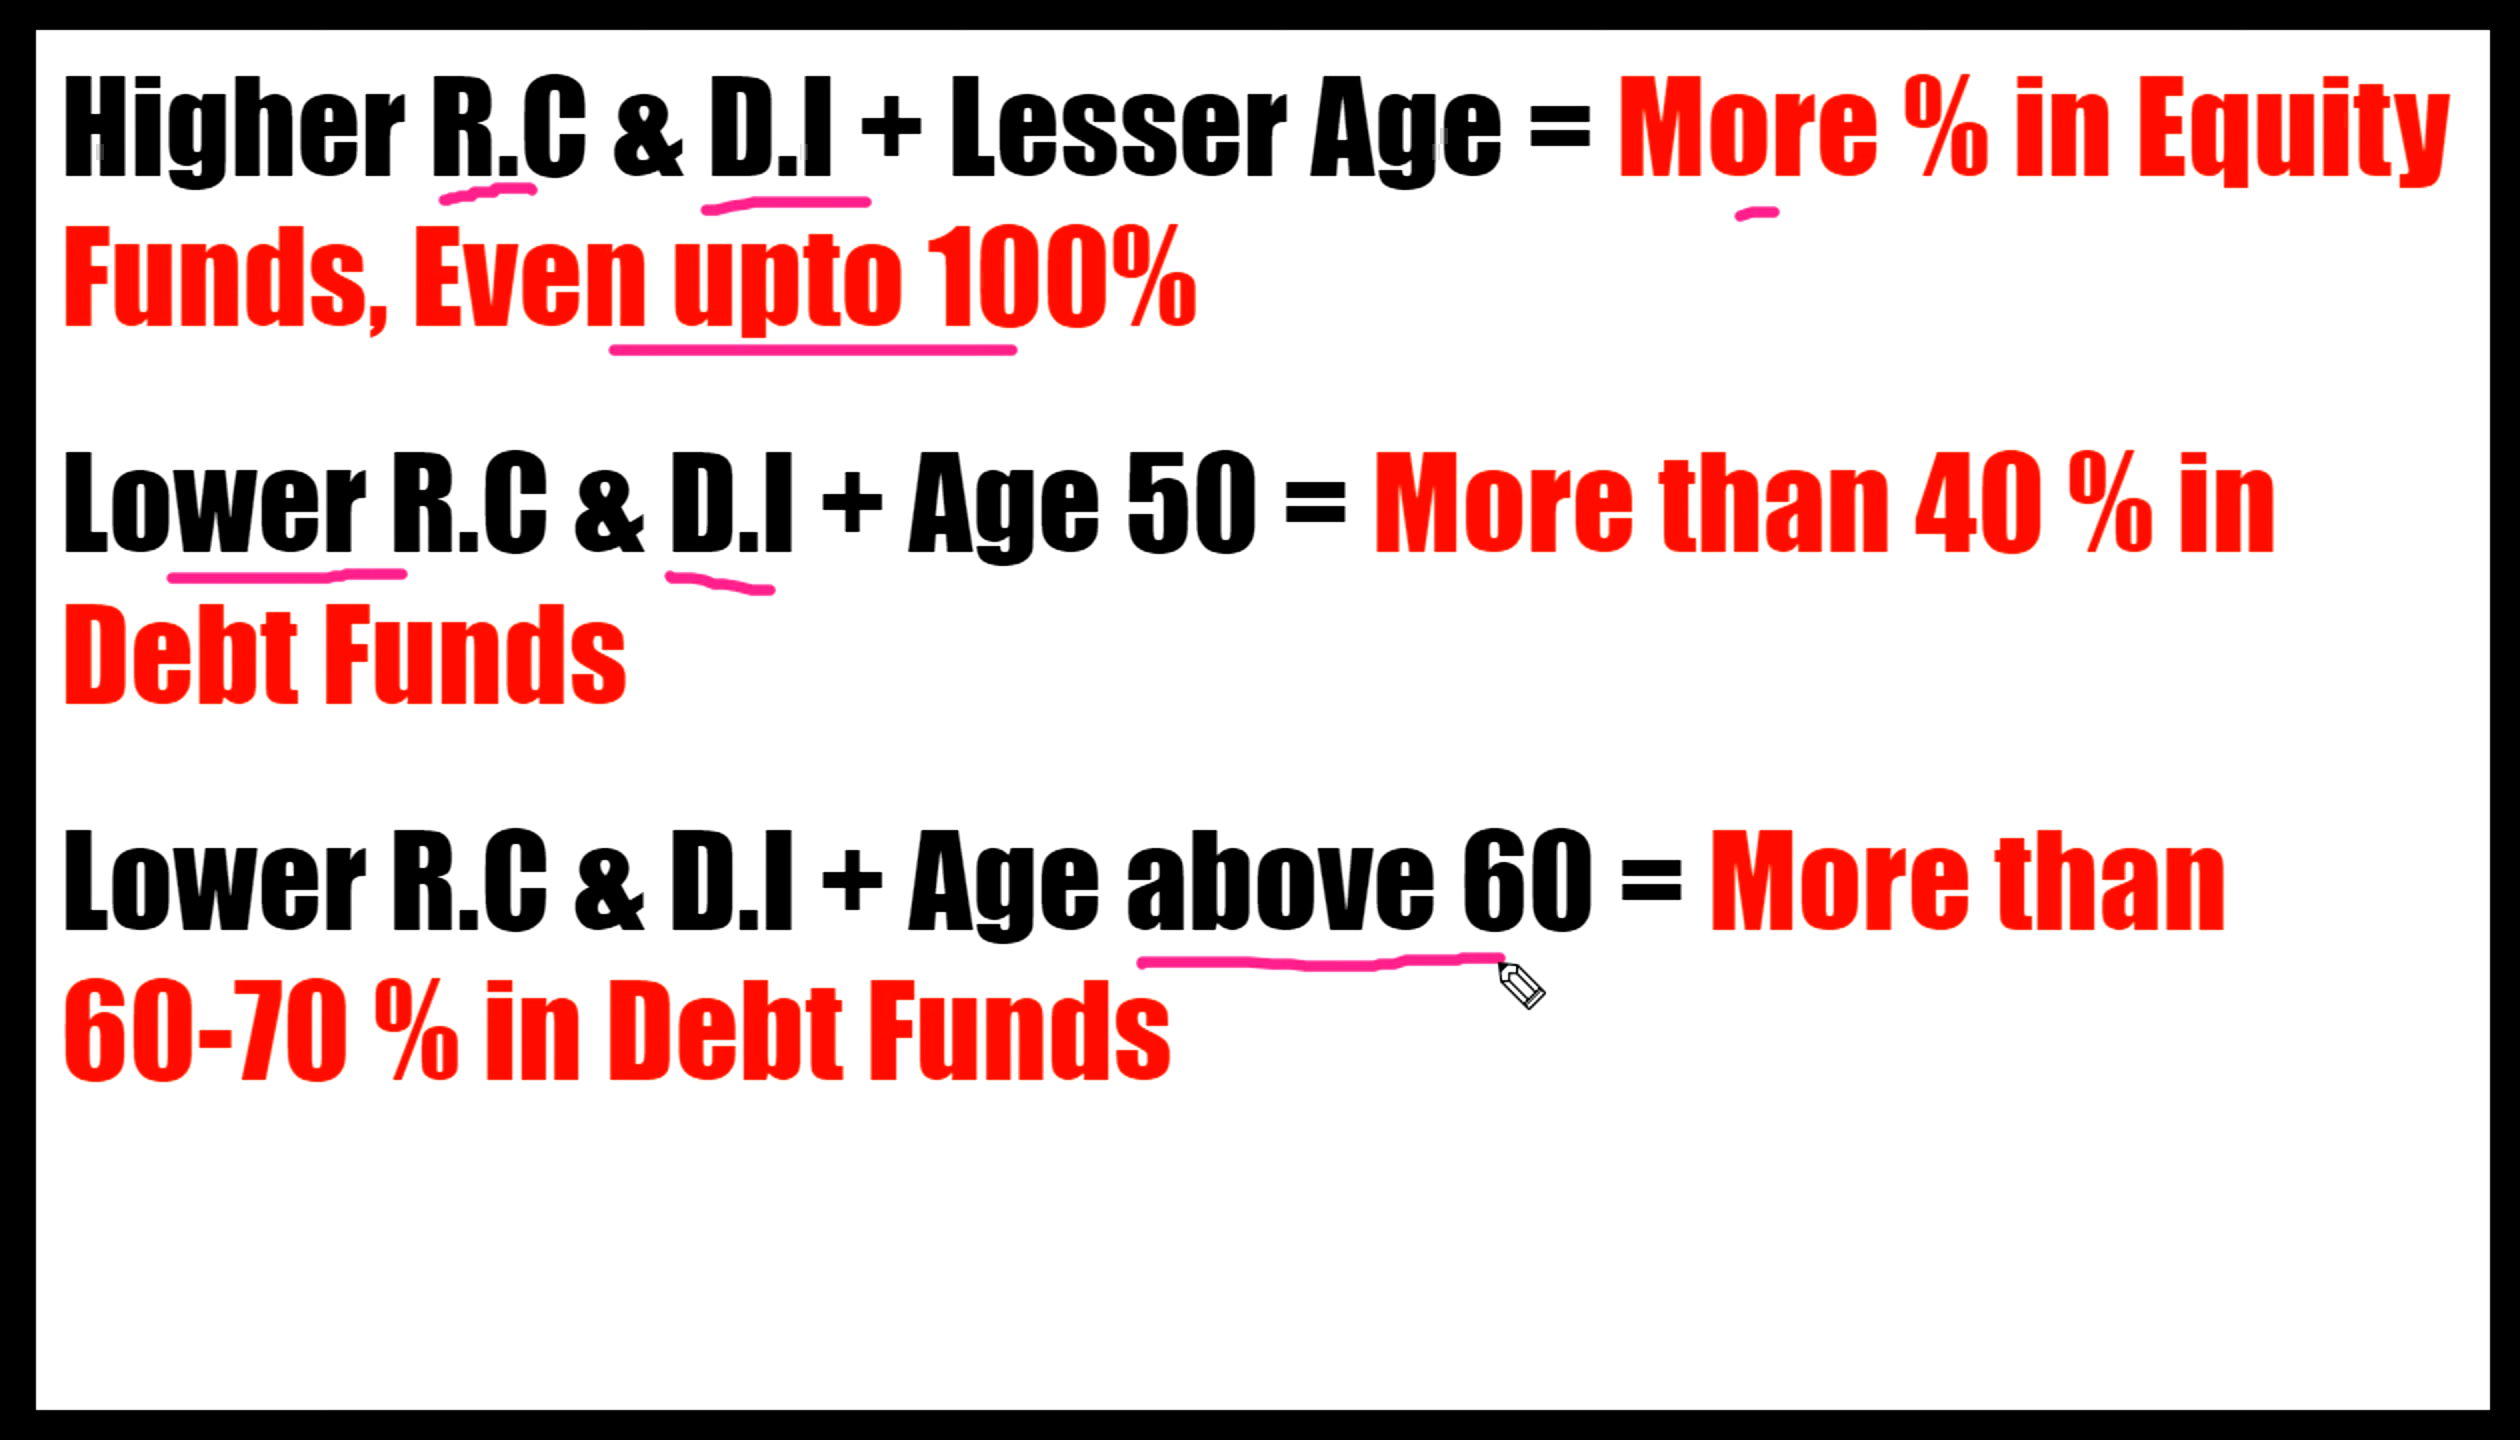 Higher R.C & D.I + Lesser Age = More % in Equity
Funds, Even upto 100%
Lower R.C & D.I + Age 50 = More than 40 % in
Debt Funds
Lower R.C & D.I + Age above 60 = More than
60-70 % in Debt Funds